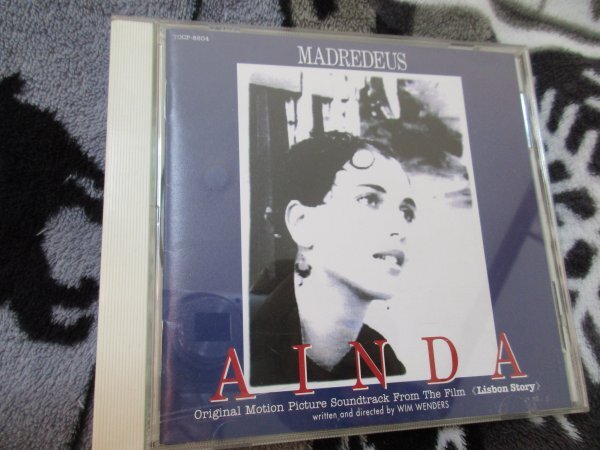 TOCP-8604
MADREDEUS
AINDA
Original Motion Picture Soundtrack From The Film 《Lisbon Story》
written and directed by WIM WENDERS